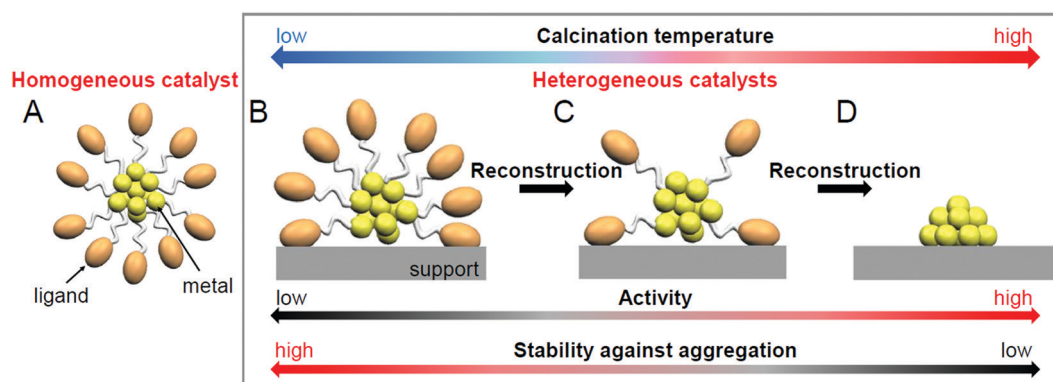 low Calcination temperature high
Homogeneous catalyst Heterogeneous catalysts
A B C D
Reconstruction Reconstruction
support
ligand metal
low Activity high
high Stability against aggregation low